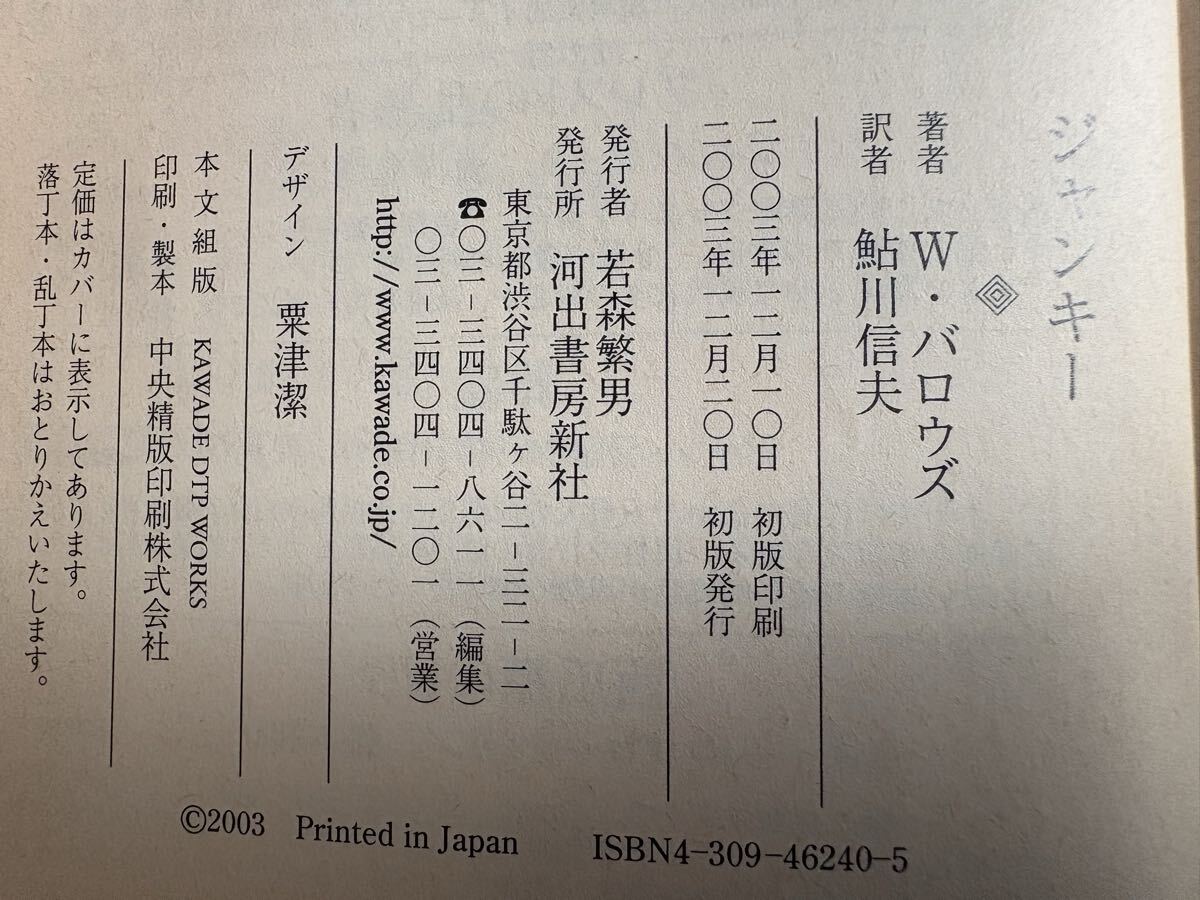 ジャンキー
著者　W・バロウズ
訳者　鮎川信夫
二〇〇三年一二月一〇日　初版印刷
二〇〇三年一二月二〇日　初版発行
発行者　若森繁男
発行所　河出書房新社
東京都渋谷区千駄ヶ谷二－三二－二
☎〇三－三四〇四－八六一一（編集）
〇三－三四〇四－一二〇一（営業）
http://www.kawade.co.jp/
デザイン　粟津潔
本文組版　KAWADE DTP WORKS
印刷・製本　中央精版印刷株式会社
定価はカバーに表示してあります。
落丁本・乱丁本はおとりかえいたします。
©2003　Printed in Japan　ISBN4-309-46240-5